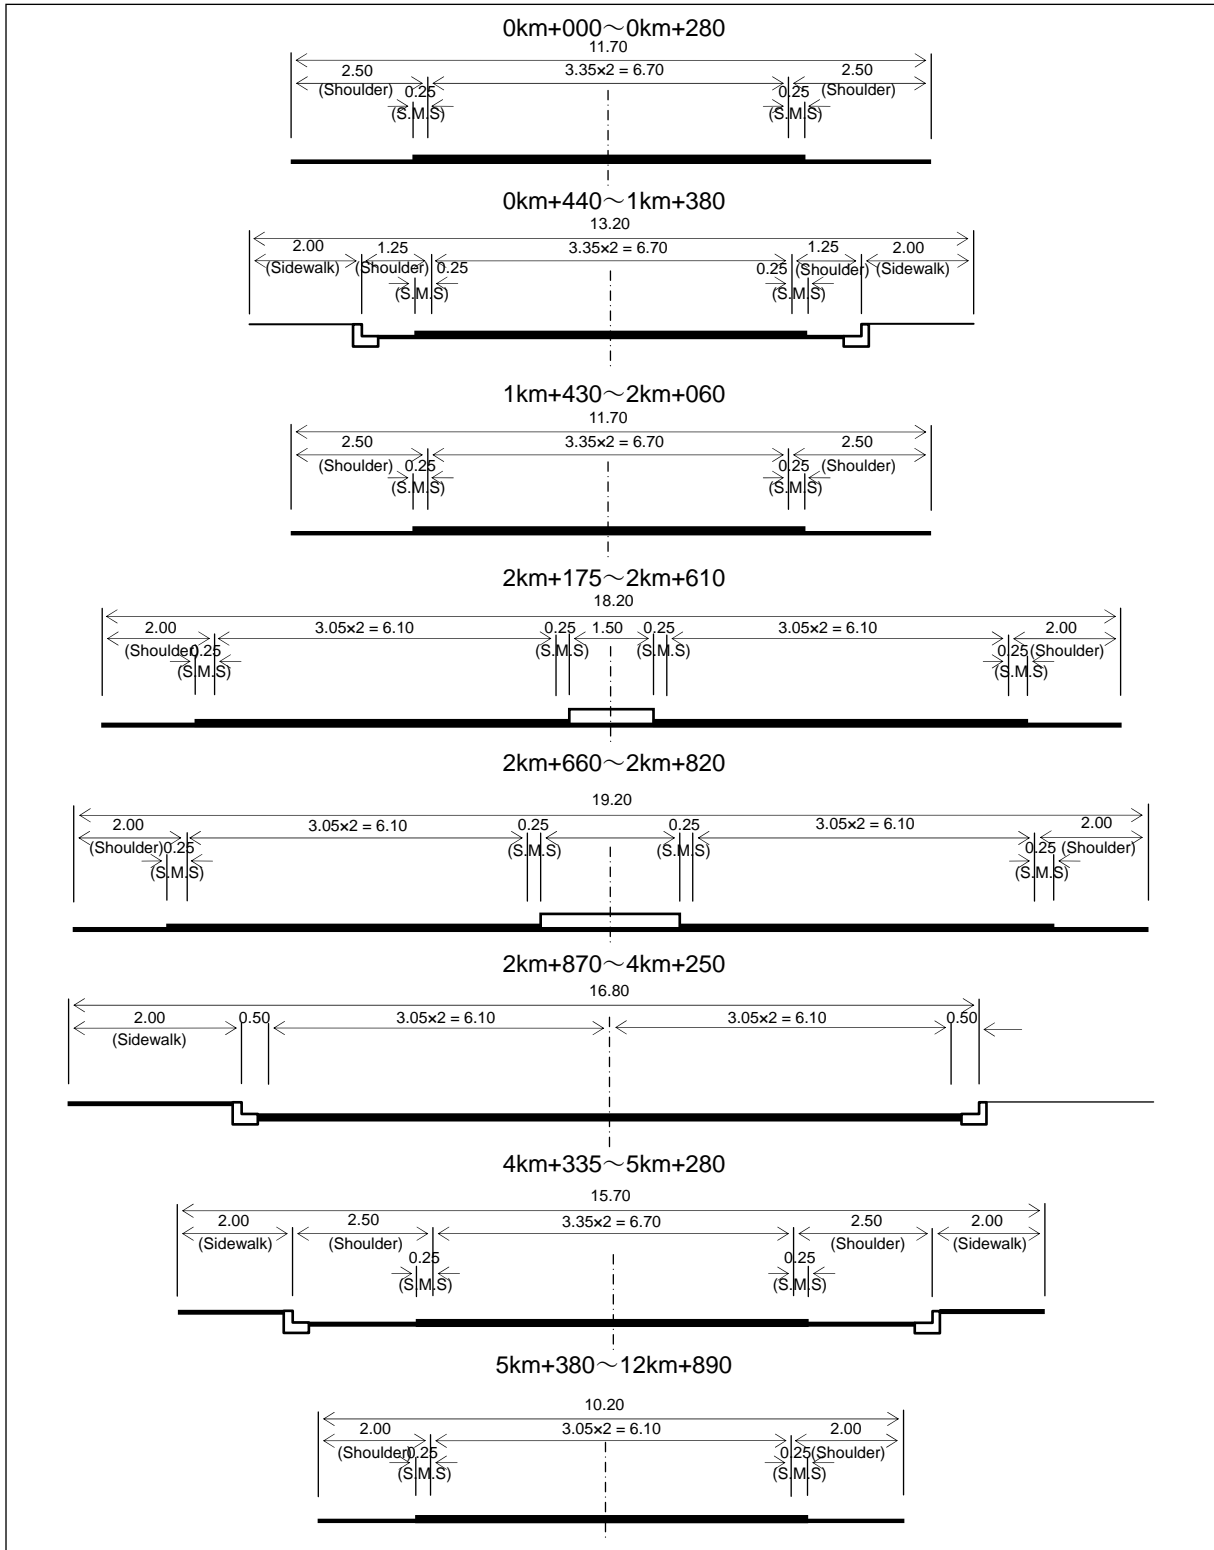 0km+000～0km+280
11.70
2.50 3.35×2 = 6.70 2.50
(Shoulder) 0.25 0.25 (Shoulder)
(S.M.S) (S.M.S)
0km+440～1km+380
13.20
2.00 1.25 3.35×2 = 6.70 1.25 2.00
(Sidewalk) (Shoulder) 0.25 0.25 (Shoulder) (Sidewalk)
(S.M.S) (S.M.S)
1km+430～2km+060
11.70
2.50 3.35×2 = 6.70 2.50
(Shoulder) 0.25 0.25 (Shoulder)
(S.M.S) (S.M.S)
2km+175～2km+610
18.20
2.00 3.05×2 = 6.10 0.25 1.50 0.25 3.05×2 = 6.10 2.00
(Shoulder) 0.25 (S.M.S) (S.M.S) 0.25 (Shoulder)
(S.M.S) (S.M.S)
2km+660～2km+820
19.20
2.00 3.05×2 = 6.10 0.25 0.25 3.05×2 = 6.10 2.00
(Shoulder) 0.25 (S.M.S) (S.M.S) 0.25 (Shoulder)
(S.M.S) (S.M.S)
2km+870～4km+250
16.80
2.00 0.50 3.05×2 = 6.10 3.05×2 = 6.10 0.50
(Sidewalk)
4km+335～5km+280
15.70
2.00 2.50 3.35×2 = 6.70 2.50 2.00
(Sidewalk) (Shoulder) (Shoulder) (Sidewalk)
0.25 0.25
(S.M.S) (S.M.S)
5km+380～12km+890
10.20
2.00 3.05×2 = 6.10 2.00
(Shoulder) 0.25 0.25 (Shoulder)
(S.M.S) (S.M.S)